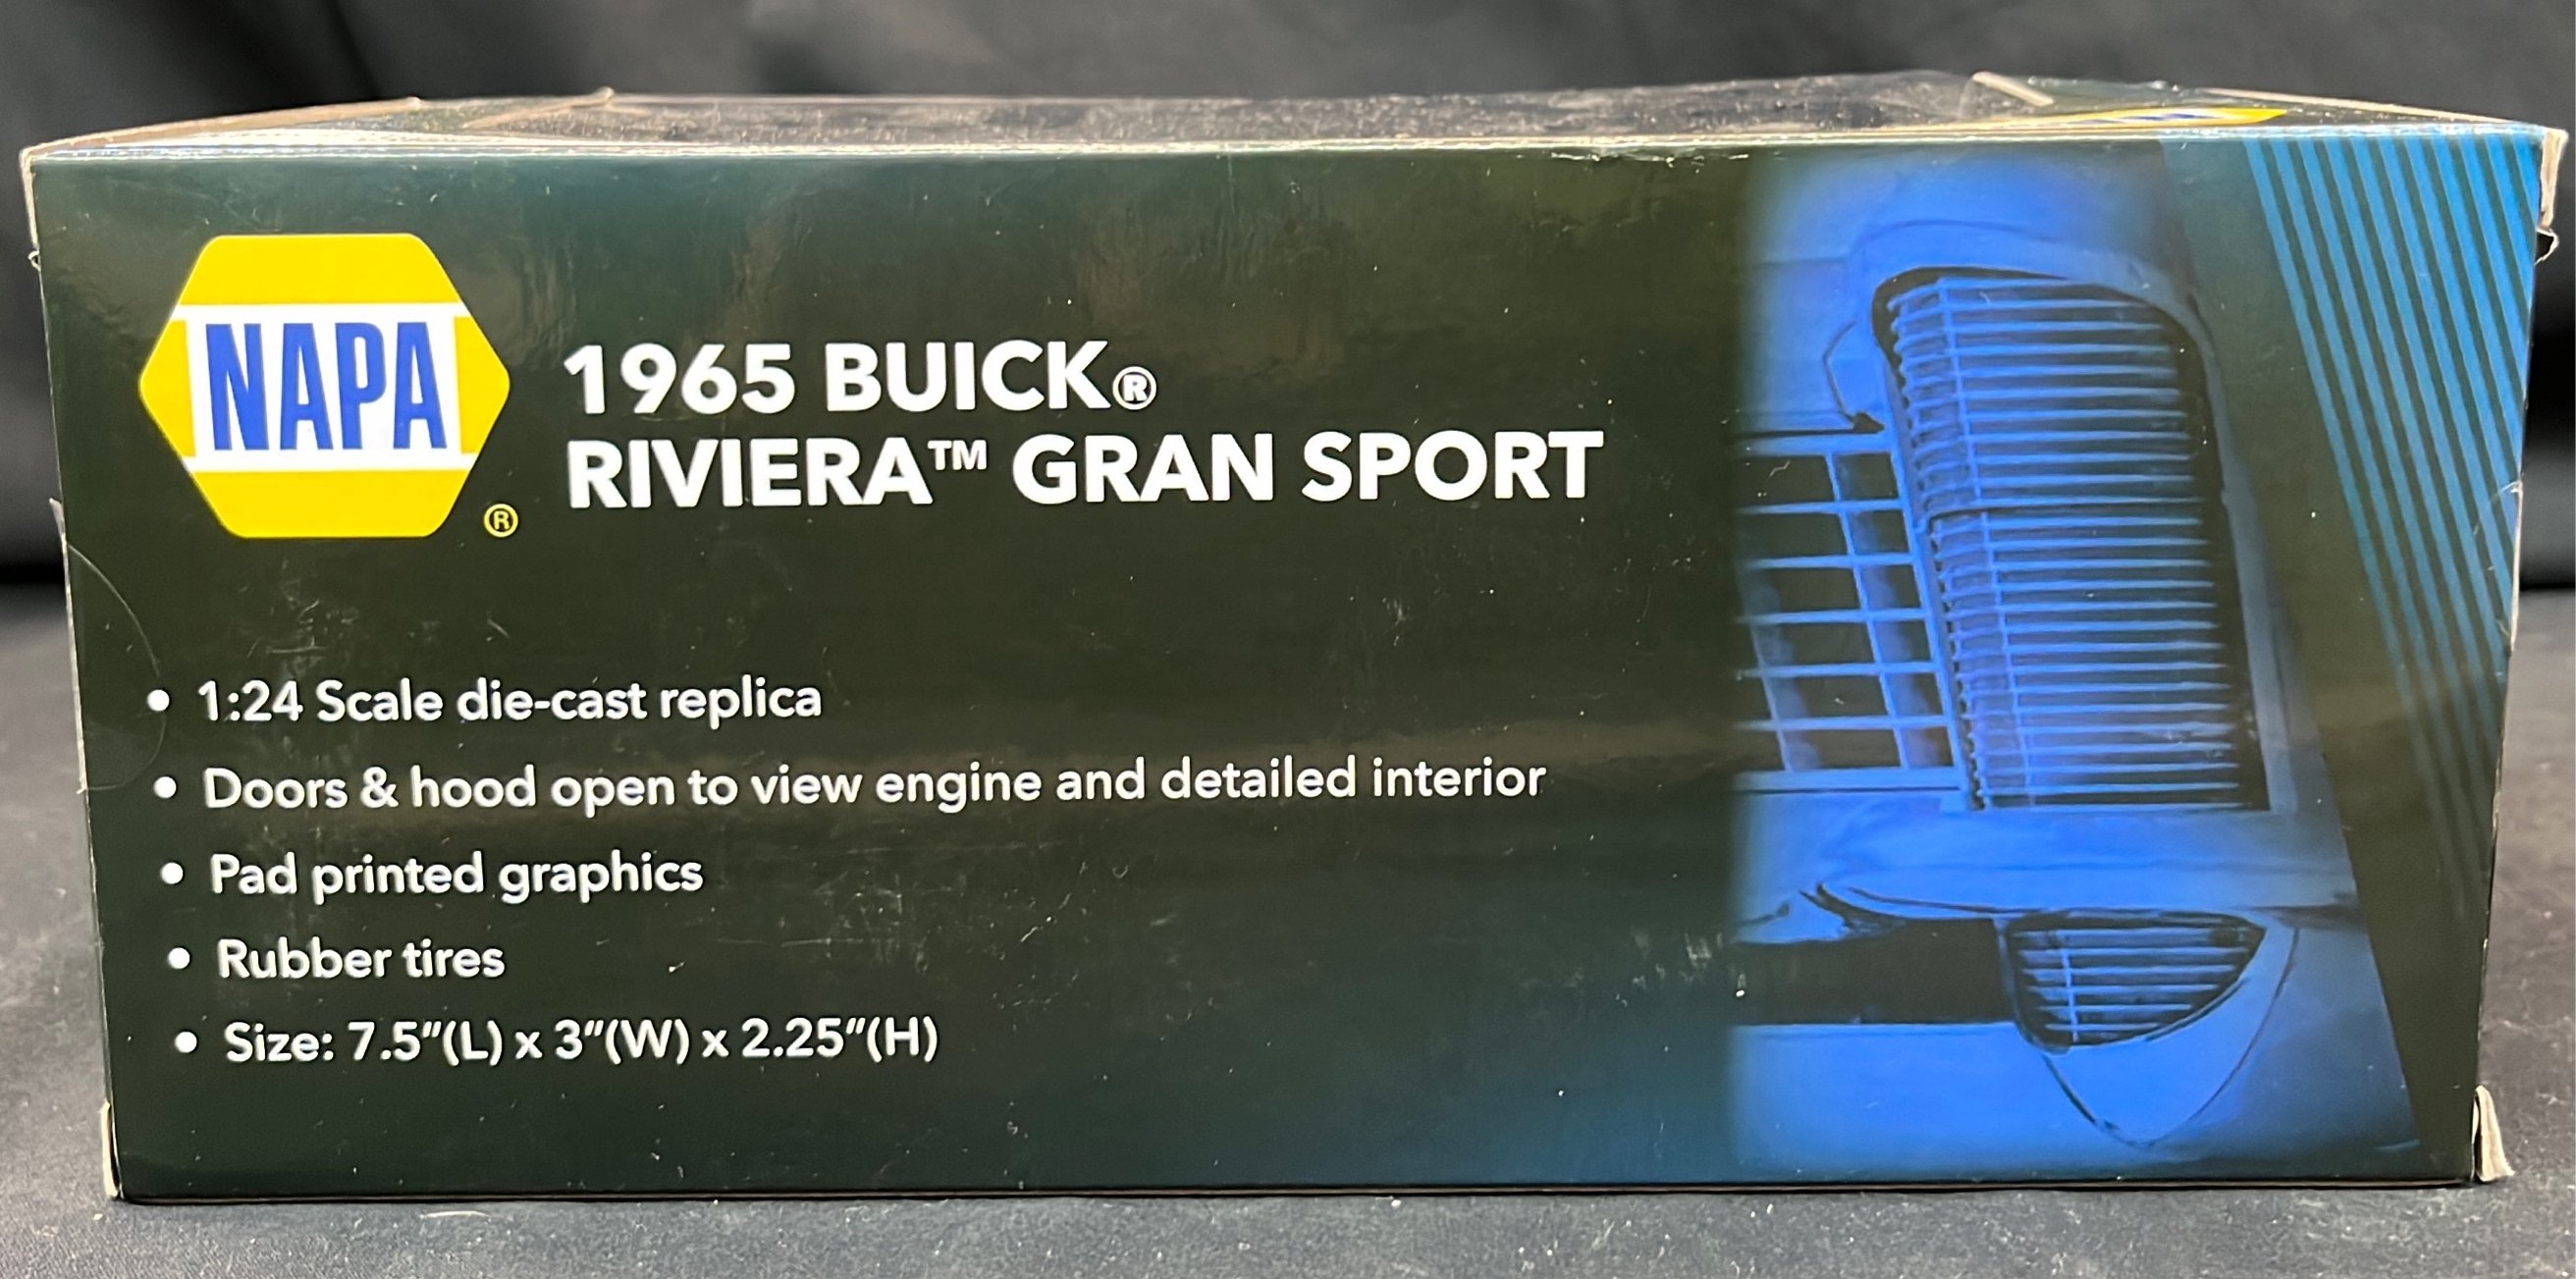 NAPA
®
1965 BUICK®
RIVIERA™ GRAN SPORT
• 1:24 Scale die-cast replica
• Doors & hood open to view engine and detailed interior
• Pad printed graphics
• Rubber tires
• Size: 7.5"(L) x 3"(W) x 2.25"(H)